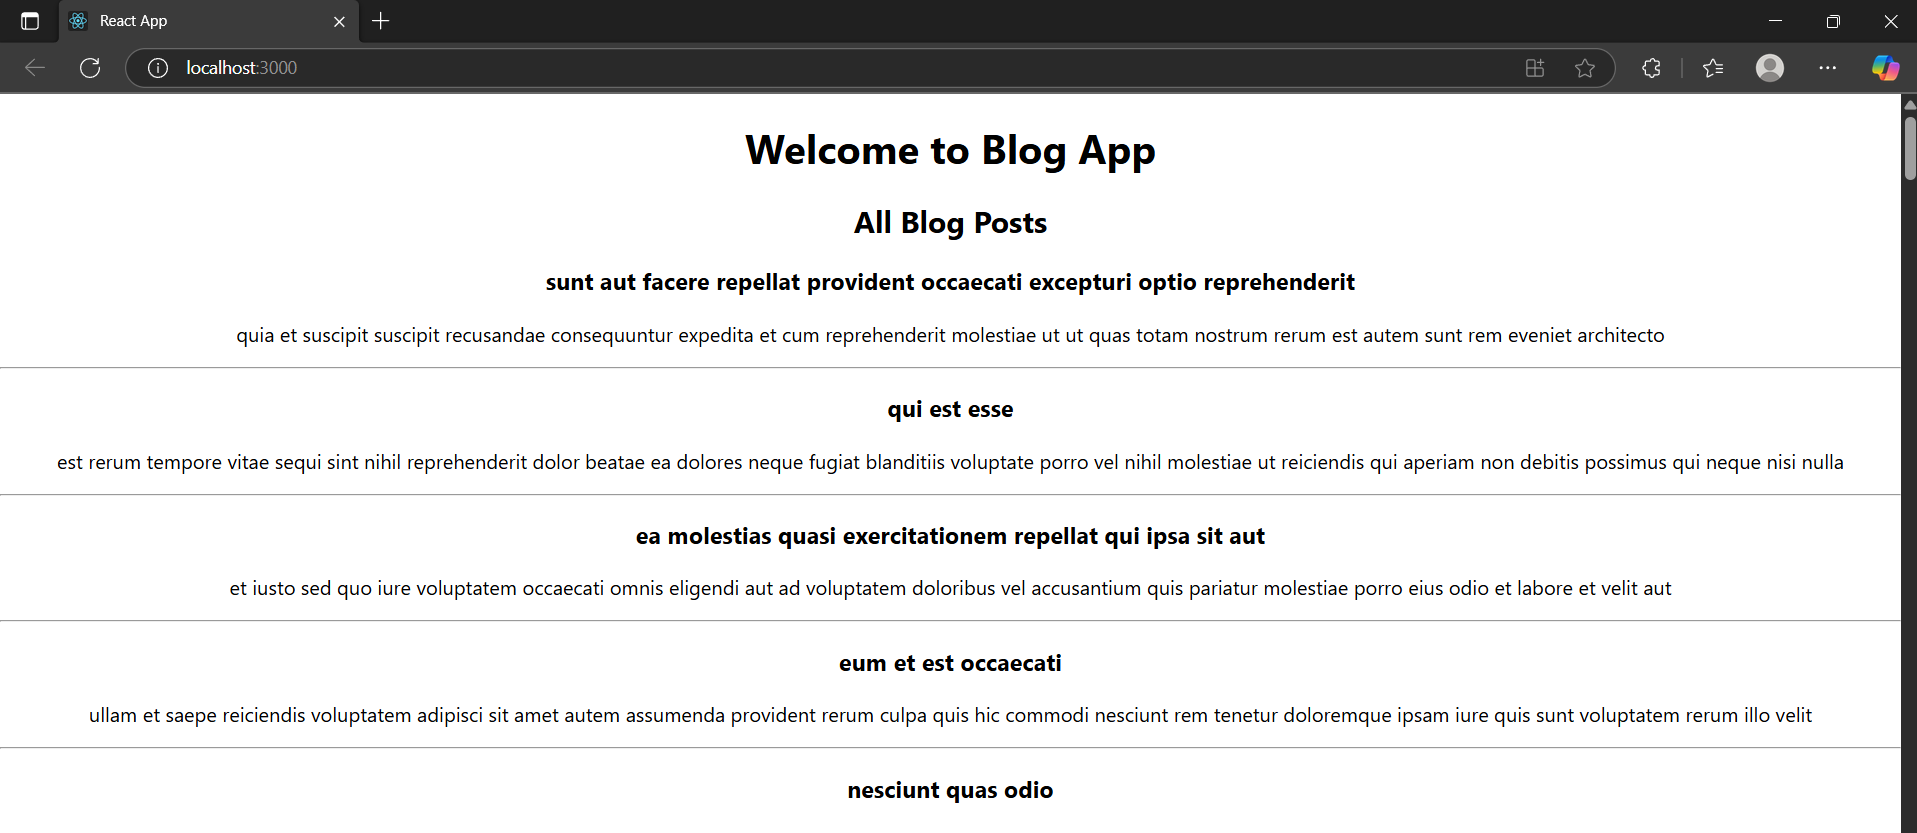 React App
localhost:3000
Welcome to Blog App
All Blog Posts
sunt aut facere repellat provident occaecati excepturi optio reprehenderit
quia et suscipit suscipit recusandae consequuntur expedita et cum reprehenderit molestiae ut ut quas totam nostrum rerum est autem sunt rem eveniet architecto
qui est esse
est rerum tempore vitae sequi sint nihil reprehenderit dolor beatae ea dolores neque fugiat blanditiis voluptate porro vel nihil molestiae ut reiciendis qui aperiam non debitis possimus qui neque nisi nulla
ea molestias quasi exercitationem repellat qui ipsa sit aut
et iusto sed quo iure voluptatem occaecati omnis eligendi aut ad voluptatem doloribus vel accusantium quis pariatur molestiae porro eius odio et labore et velit aut
eum et est occaecati
ullam et saepe reiciendis voluptatem adipisci sit amet autem assumenda provident rerum culpa quis hic commodi nesciunt rem tenetur doloremque ipsam iure quis sunt voluptatem rerum illo velit
nesciunt quas odio